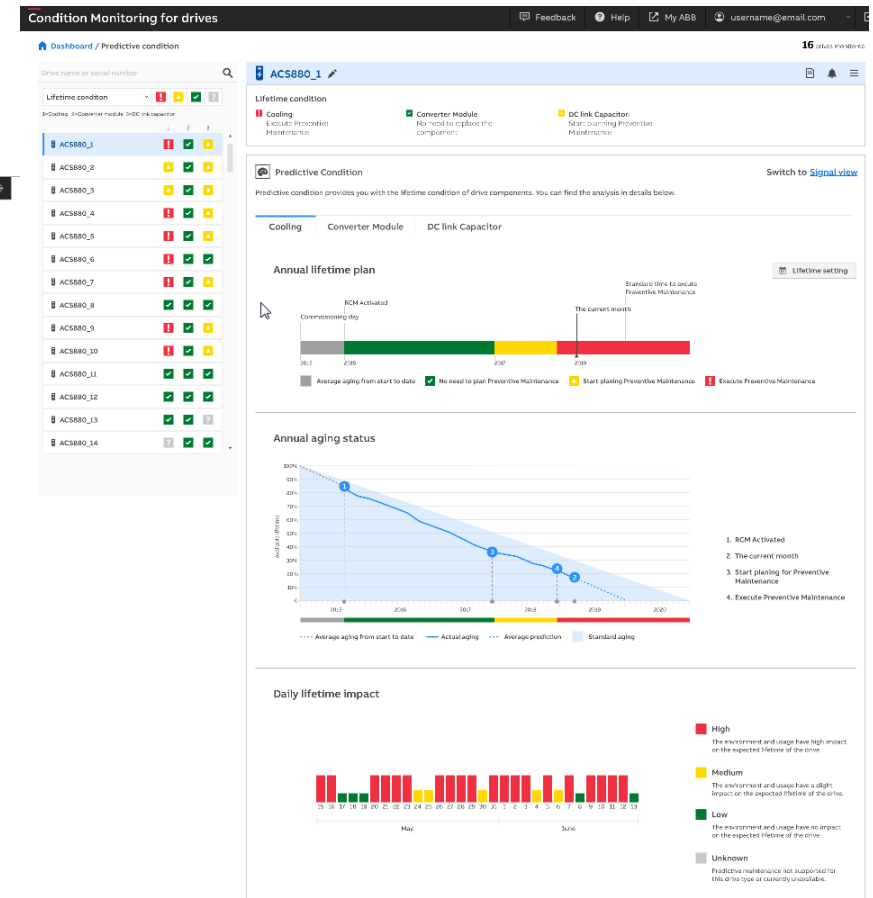 Condition Monitoring for drives
Feedback
Help
My ABB
username@email.com
Dashboard / Predictive condition
16 drives monitored
Drive name or serial number
Lifetime conditon
1=Cooling 2=Converter module 3=DC link capacitor
1 2 3
ACS880_1
ACS880_2
ACS880_3
ACS880_4
ACS880_5
ACS880_6
ACS880_7
ACS880_8
ACS880_9
ACS880_10
ACS880_11
ACS880_12
ACS880_13
ACS880_14
ACS880_1
Lifetime condition
Cooling:
Execute Preventive
Maintenance
Converter Module:
No need to replace the
component
DC link Capacitor:
Start planning Preventive
Maintenance
Predictive Condition
Switch to Signal view
Predictive condition provides you with the lifetime condition of drive components. You can find the analysis in details below.
Cooling
Converter Module
DC link Capacitor
Annual lifetime plan
Lifetime setting
Standard time to execute
Preventive Maintenance
RCM Activated
The current month
Commissioning day
2015 2017 2019
Average aging from start to date
No need to plan Preventive Maintenance
Start planing Preventive Maintenance
Execute Preventive Maintenance
Annual aging status
100%
90%
80%
70%
60%
50%
40%
30%
20%
10%
0
1
3
4
2
2015 2016 2017 2018 2019 2020
Average aging from start to date
Actual aging
Average prediction
Standard aging
1. RCM Activated
2. The current month
3. Start planing for Preventive
Maintenance
4. Execute Preventive Maintenance
Daily lifetime impact
15 16 17 18 19 20 21 22 23 24 25 26 27 28 29 30 31 1 2 3 4 5 6 7 8 9 10 11 12 13
May
June
High
The environment and usage have high impact
on the expected lifetime of the drive.
Medium
The environment and usage have a slight
impact on the expected lifetime of the drive.
Low
The environment and usage have no impact
on the expected lifetime of the drive
Unknown
Predictive maintenance not supported for
this drive type or currently unavailable.